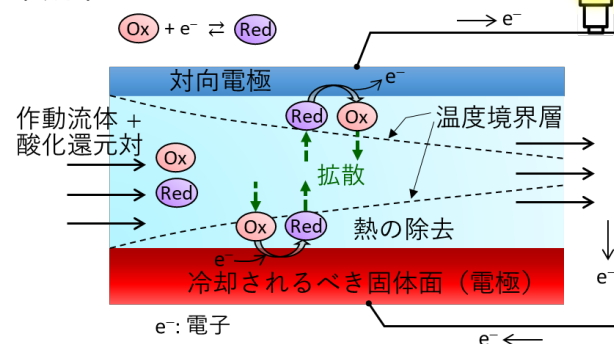 Ox + e⁻ ⇄ Red
→ e⁻
対向電極
e⁻
Red Ox
作動流体 +
酸化還元対
温度境界層
Ox
拡散
Red
Ox Red
熱の除去
e⁻
冷却されるべき固体面（電極）
e⁻
e⁻: 電子
e⁻ ←